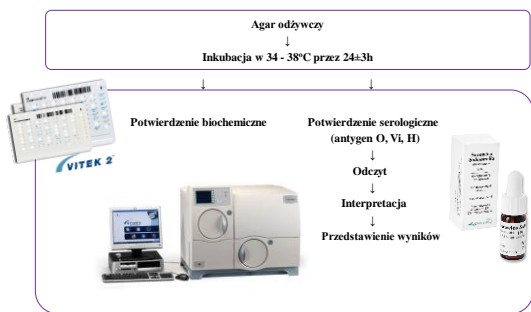 Agar odżywczy
↓
Inkubacja w 34 - 38ºC przez 24±3h
↓ ↓
Potwierdzenie biochemiczne
VITEK 2
Potwierdzenie serologiczne
(antygen O, Vi, H)
↓
Odczyt
↓
Interpretacja
↓
Przedstawienie wyników